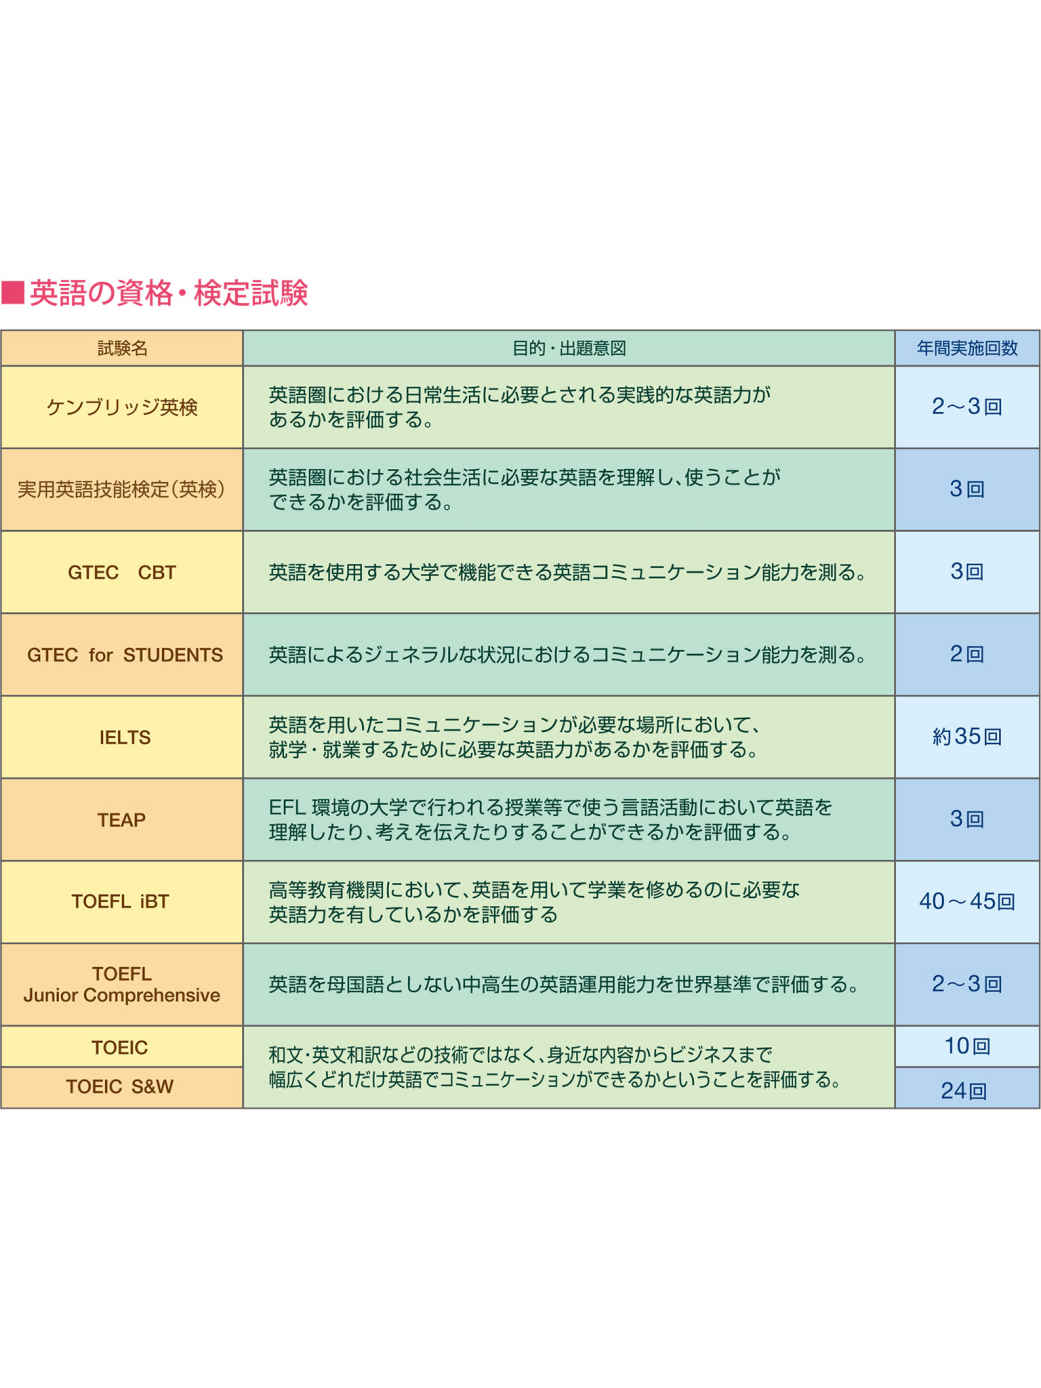 ■英語の資格・検定試験
試験名
目的・出題意図
年間実施回数
ケンブリッジ英検
英語圏における日常生活に必要とされる実践的な英語力が
あるかを評価する。
2〜3回
実用英語技能検定(英検)
英語圏における社会生活に必要な英語を理解し、使うことが
できるかを評価する。
3回
GTEC CBT
英語を使用する大学で機能できる英語コミュニケーション能力を測る。
3回
GTEC for STUDENTS
英語によるジェネラルな状況におけるコミュニケーション能力を測る。
2回
IELTS
英語を用いたコミュニケーションが必要な場所において、
就学・就業するために必要な英語力があるかを評価する。
約35回
TEAP
EFL 環境の大学で行われる授業等で使う言語活動において英語を
理解したり、考えを伝えたりすることができるかを評価する。
3回
TOEFL iBT
高等教育機関において、英語を用いて学業を修めるのに必要な
英語力を有しているかを評価する
40〜45回
TOEFL
Junior Comprehensive
英語を母国語としない中高生の英語運用能力を世界基準で評価する。
2〜3回
TOEIC
和文・英文和訳などの技術ではなく、身近な内容からビジネスまで
幅広くどれだけ英語でコミュニケーションができるかということを評価する。
10回
TOEIC S&W
24回